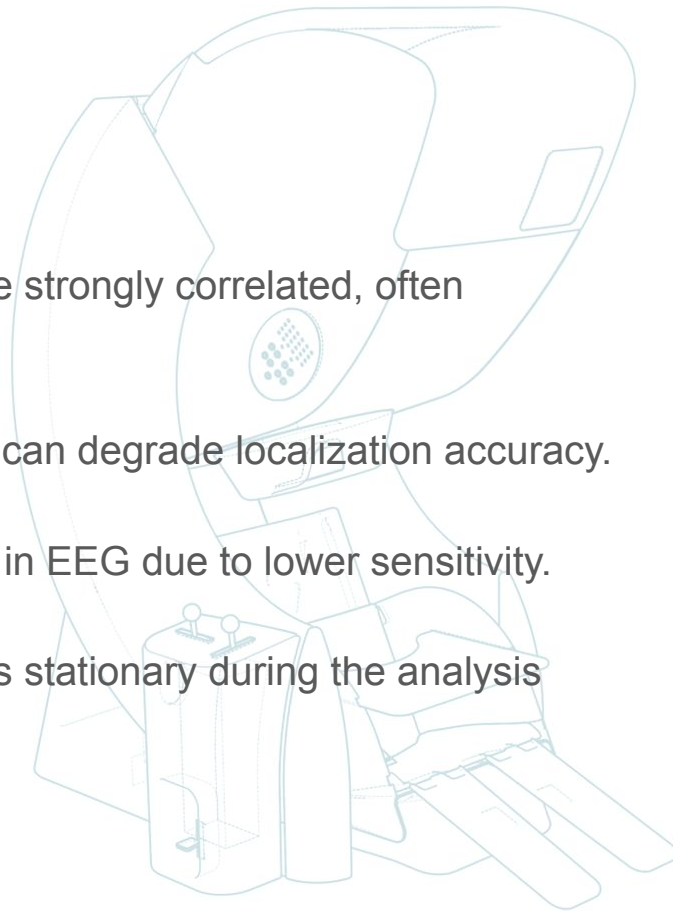 e strongly correlated, often
can degrade localization accuracy.
in EEG due to lower sensitivity.
s stationary during the analysis